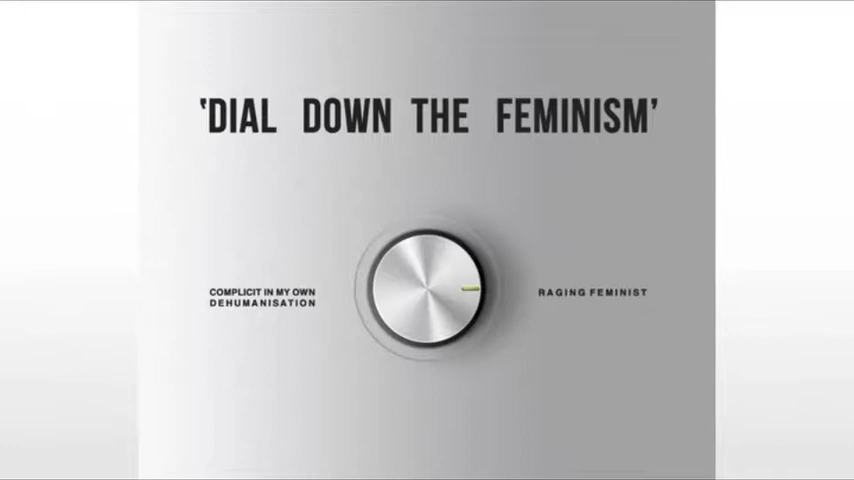 ‘DIAL DOWN THE FEMINISM’
COMPLICIT IN MY OWN
DEHUMANISATION
RAGING FEMINIST